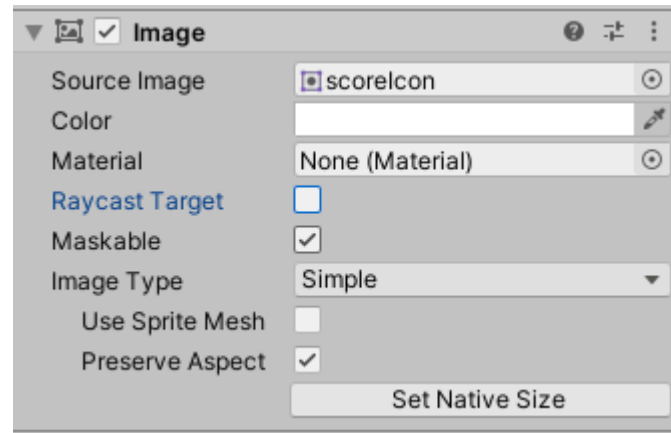 Image
Source Image scoreIcon
Color
Material None (Material)
Raycast Target
Maskable
Image Type Simple
Use Sprite Mesh
Preserve Aspect
Set Native Size